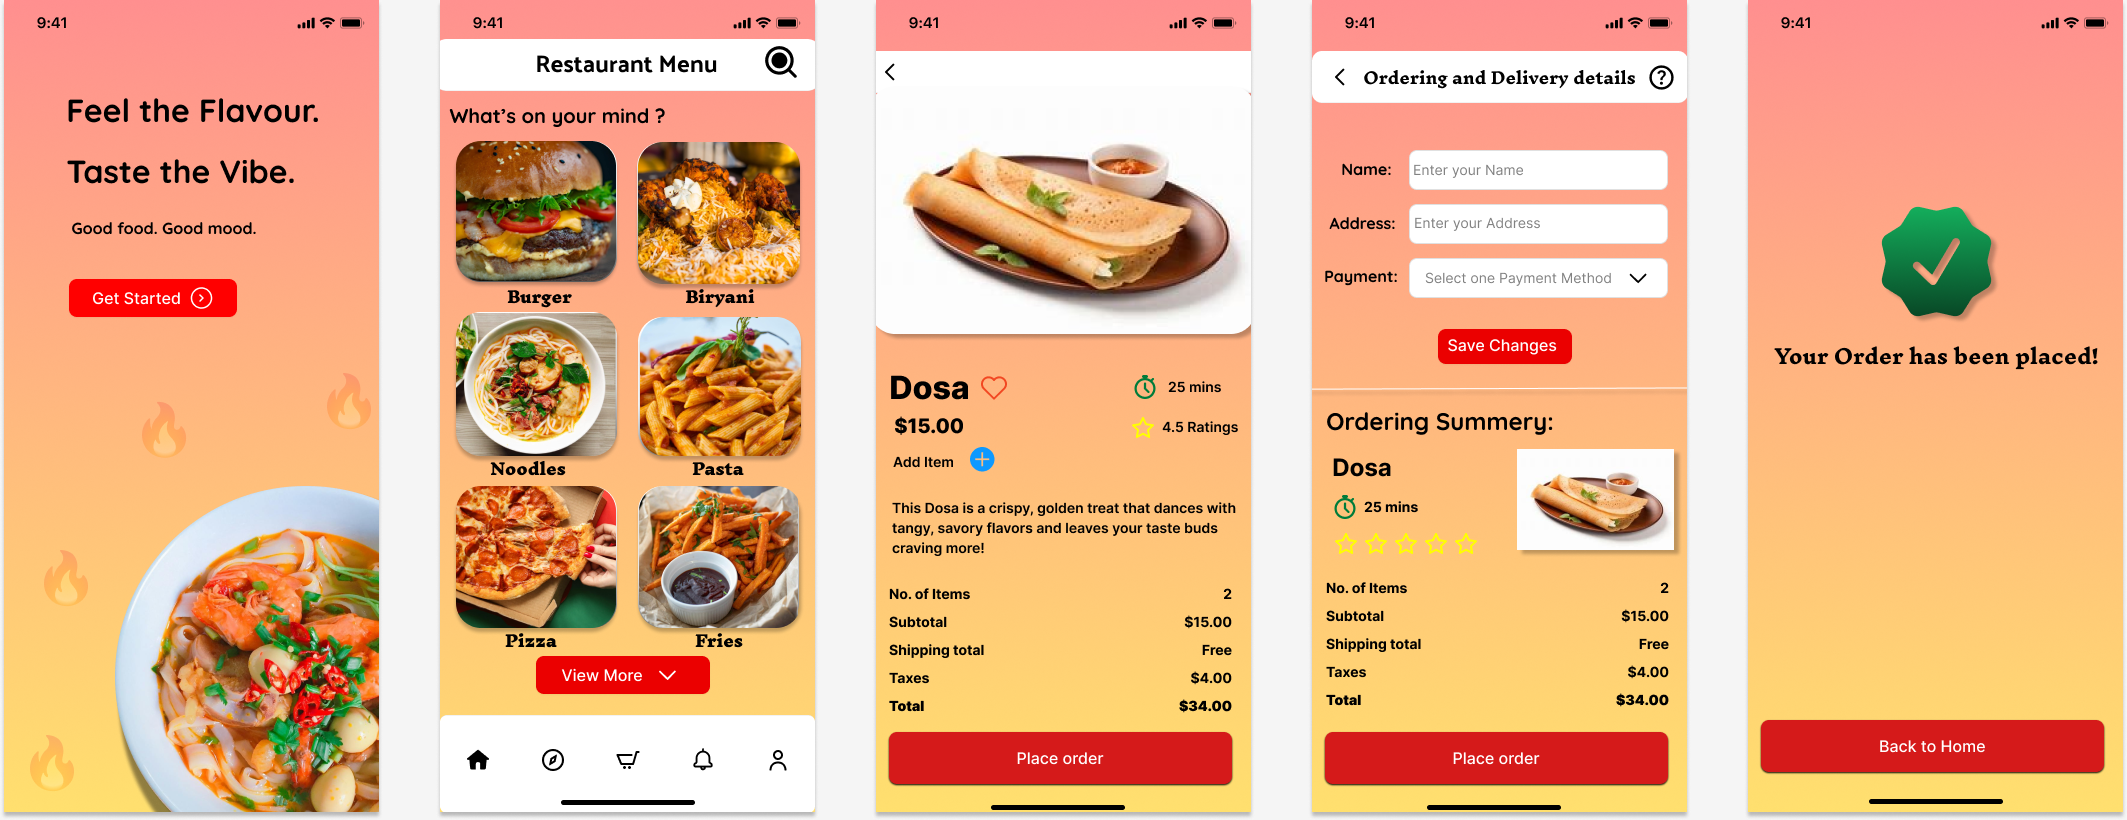 9:41
Feel the Flavour.
Taste the Vibe.
Good food. Good mood.
Get Started
9:41
Restaurant Menu
What's on your mind ?
Burger
Biryani
Noodles
Pasta
Pizza
Fries
View More
9:41
Dosa
25 mins
$15.00
4.5 Ratings
Add Item
This Dosa is a crispy, golden treat that dances with
tangy, savory flavors and leaves your taste buds
craving more!
No. of Items 2
Subtotal $15.00
Shipping total Free
Taxes $4.00
Total $34.00
Place order
9:41
Ordering and Delivery details
Name: Enter your Name
Address: Enter your Address
Payment: Select one Payment Method
Save Changes
Ordering Summery:
Dosa
25 mins
No. of Items 2
Subtotal $15.00
Shipping total Free
Taxes $4.00
Total $34.00
Place order
9:41
Your Order has been placed!
Back to Home